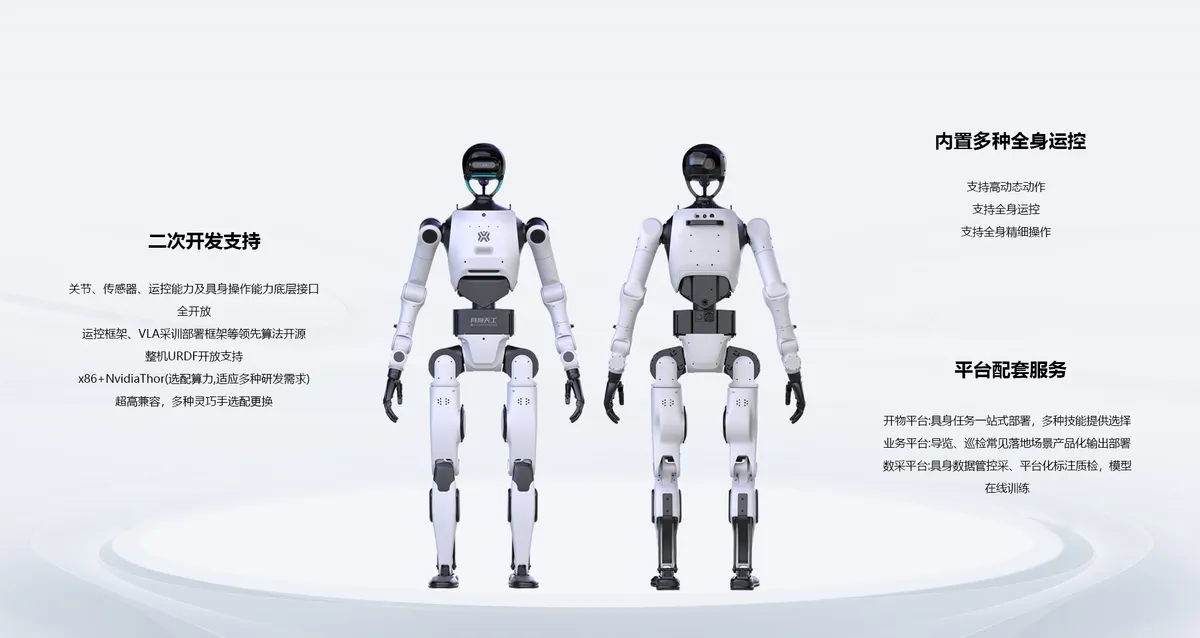 二次开发支持
关节、传感器、运控能力及具身操作能力底层接口
全开放
运控框架、VLA采训部署框架等领先算法开源
整机URDF开放支持
x86+NvidiaThor(选配算力,适应多种研发需求)
超高兼容，多种灵巧手选配更换
具身天工
内置多种全身运控
支持高动态动作
支持全身运控
支持全身精细操作
平台配套服务
开物平台:具身任务一站式部署，多种技能提供选择
业务平台:导览、巡检常见落地场景产品化输出部署
数采平台:具身数据管控采、平台化标注质检，模型
在线训练